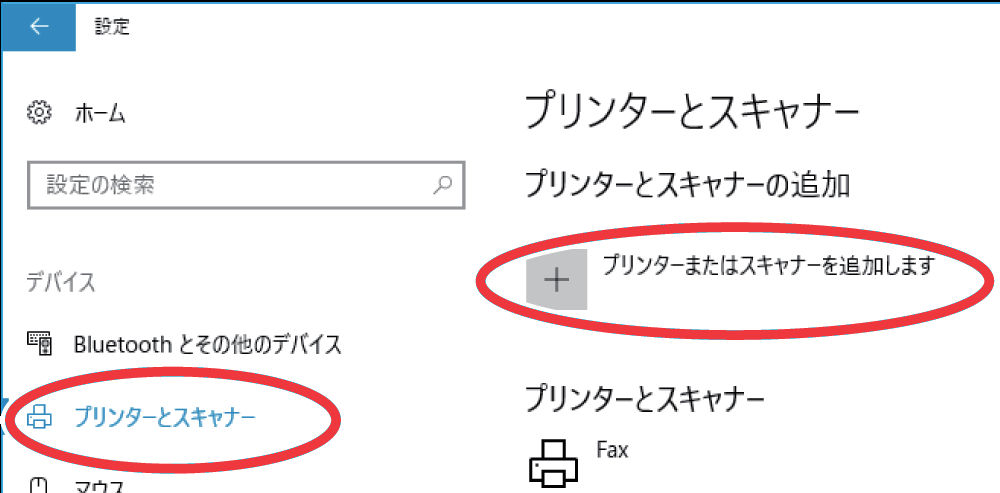 設定
ホーム
設定の検索
デバイス
Bluetooth とその他のデバイス
プリンターとスキャナー
マウス
プリンターとスキャナー
プリンターとスキャナーの追加
プリンターまたはスキャナーを追加します
プリンターとスキャナー
Fax